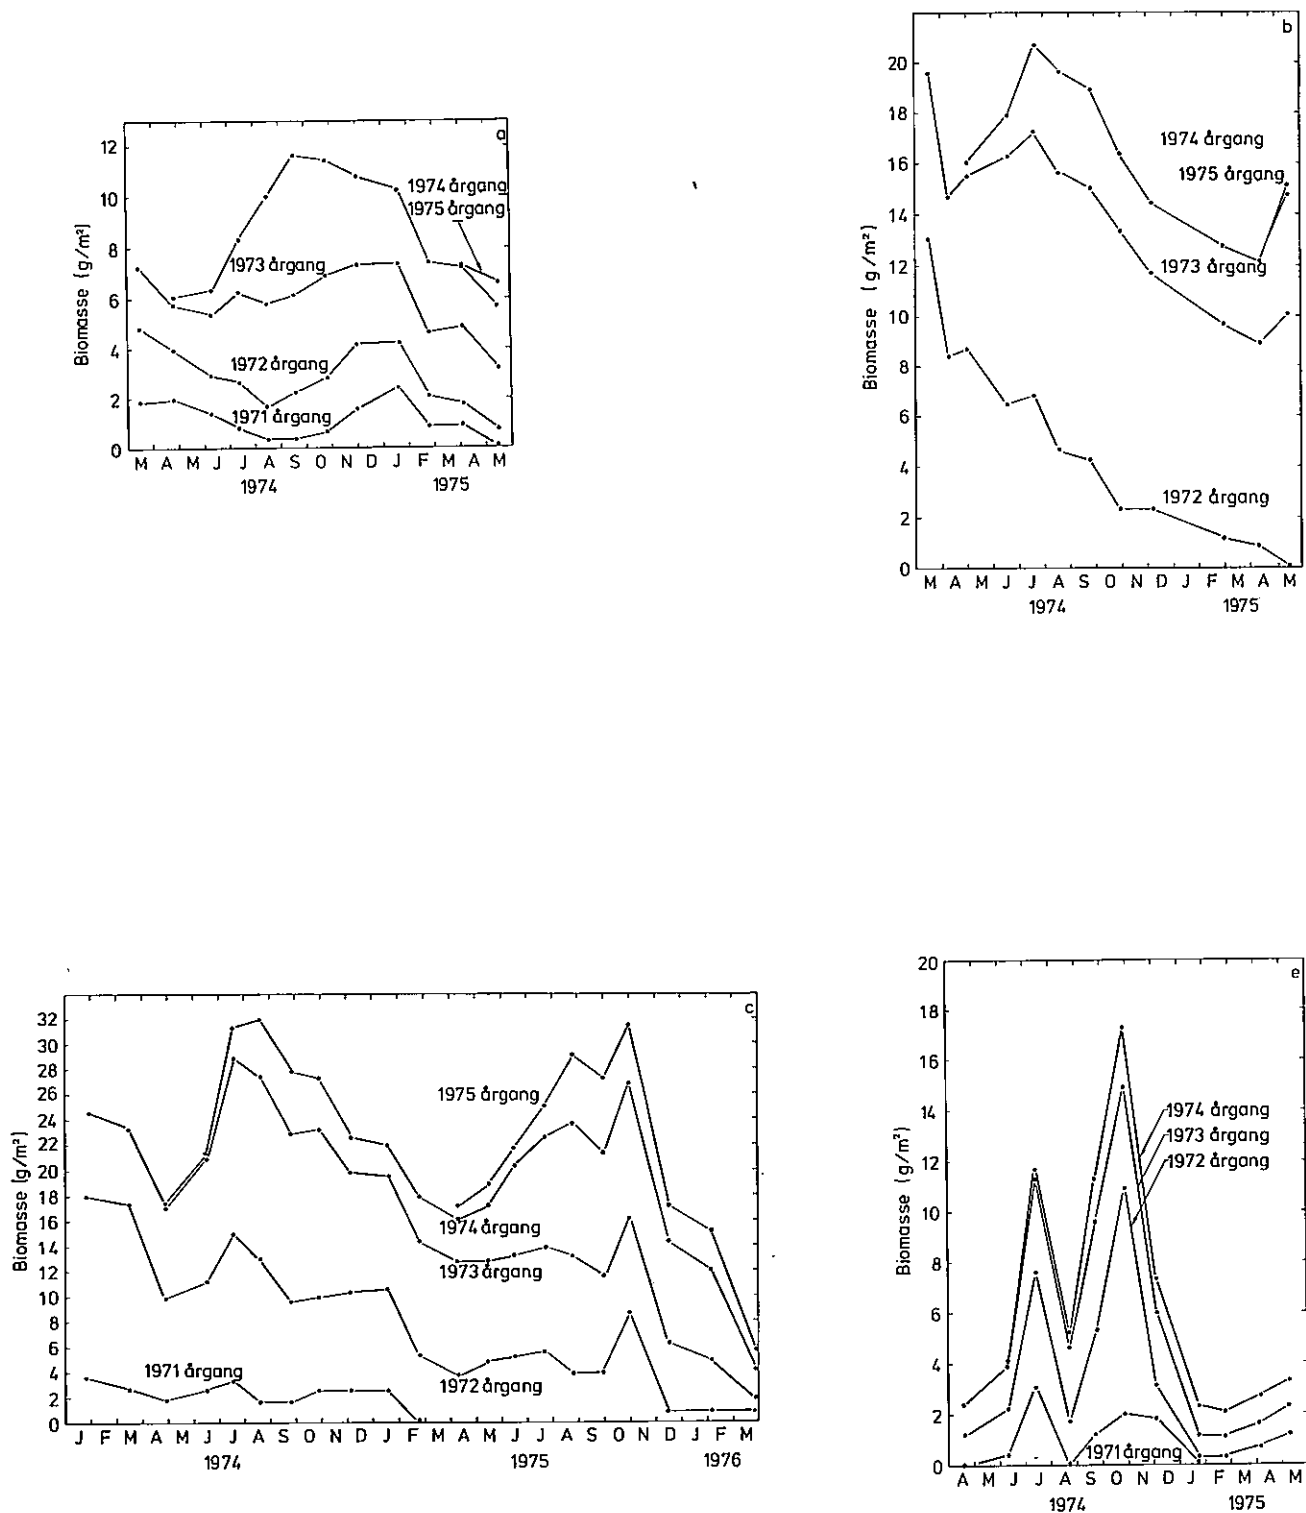 a
Biomasse (g/m²)
12
10
8
6
4
2
0
1974 årgang
1975 årgang
1973 årgang
1972 årgang
1971 årgang
M A M J J A S O N D J F M A M
1974 1975
b
Biomasse (g/m²)
20
18
16
14
12
10
8
6
4
2
0
1974 årgang
1975 årgang
1973 årgang
1972 årgang
M A M J J A S O N D J F M A M
1974 1975
c
Biomasse (g/m²)
32
30
28
26
24
22
20
18
16
14
12
10
8
6
4
2
0
1975 årgang
1974 årgang
1973 årgang
1971 årgang
1972 årgang
J F M A M J J A S O N D J F M A M J J A S O N D J F M
1974 1975 1976
e
Biomasse (g/m²)
20
18
16
14
12
10
8
6
4
2
0
1974 årgang
1973 årgang
1972 årgang
1971 årgang
A M J J A S O N D J F M A M
1974 1975